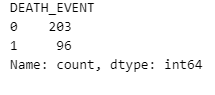 DEATH_EVENT
0    203
1     96
Name: count, dtype: int64